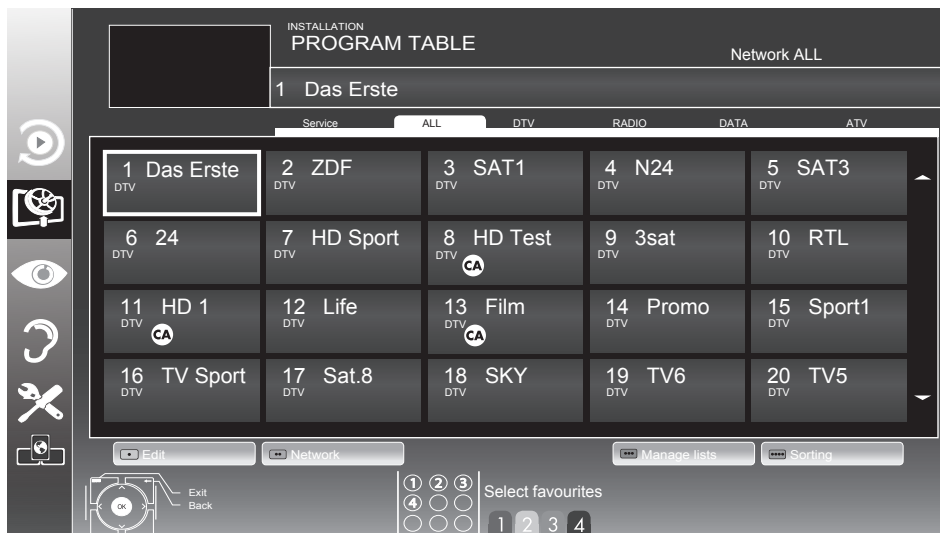 INSTALLATION
PROGRAM TABLE
Network ALL
1 Das Erste
Service ALL DTV RADIO DATA ATV
1 Das Erste 2 ZDF 3 SAT1 4 N24 5 SAT3
DTV DTV DTV DTV DTV
6 24 7 HD Sport 8 HD Test 9 3sat 10 RTL
DTV DTV DTV DTV DTV
CA
11 HD 1 12 Life 13 Film 14 Promo 15 Sport1
DTV DTV DTV DTV DTV
CA CA
16 TV Sport 17 Sat.8 18 SKY 19 TV6 20 TV5
DTV DTV DTV DTV DTV
Edit Network Manage lists Sorting
Exit
Back
OK
1 2 3
4
Select favourites
1 2 3 4